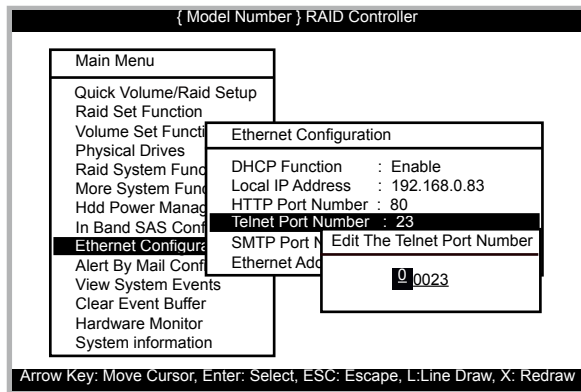 { Model Number } RAID Controller
Main Menu
Quick Volume/Raid Setup
Raid Set Function
Volume Set Functi
Physical Drives
Raid System Func
More System Func
Hdd Power Manag
In Band SAS Conf
Ethernet Configura
Alert By Mail Confi
View System Events
Clear Event Buffer
Hardware Monitor
System information
Ethernet Configuration
DHCP Function : Enable
Local IP Address : 192.168.0.83
HTTP Port Number : 80
Telnet Port Number : 23
SMTP Port N
Ethernet Add
Edit The Telnet Port Number
0 0023
Arrow Key: Move Cursor, Enter: Select, ESC: Escape, L:Line Draw, X: Redraw